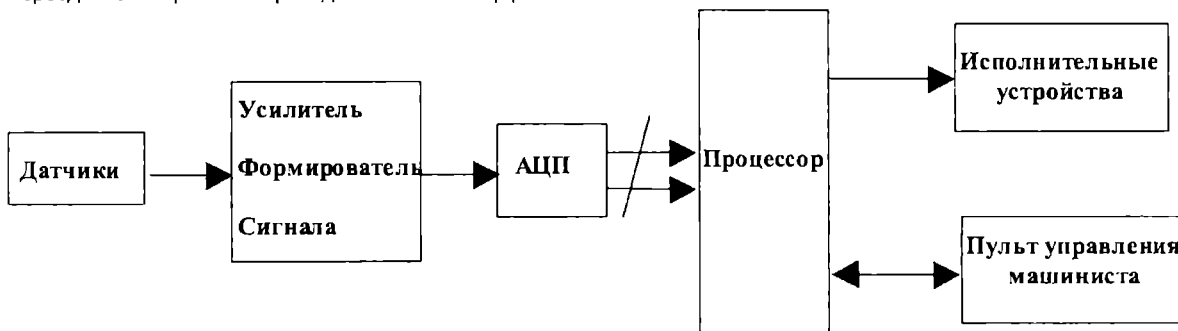 Датчики
Усилитель
Формирователь
Сигнала
АЦП
Процессор
Исполнительные
устройства
Пульт управления
машиниста